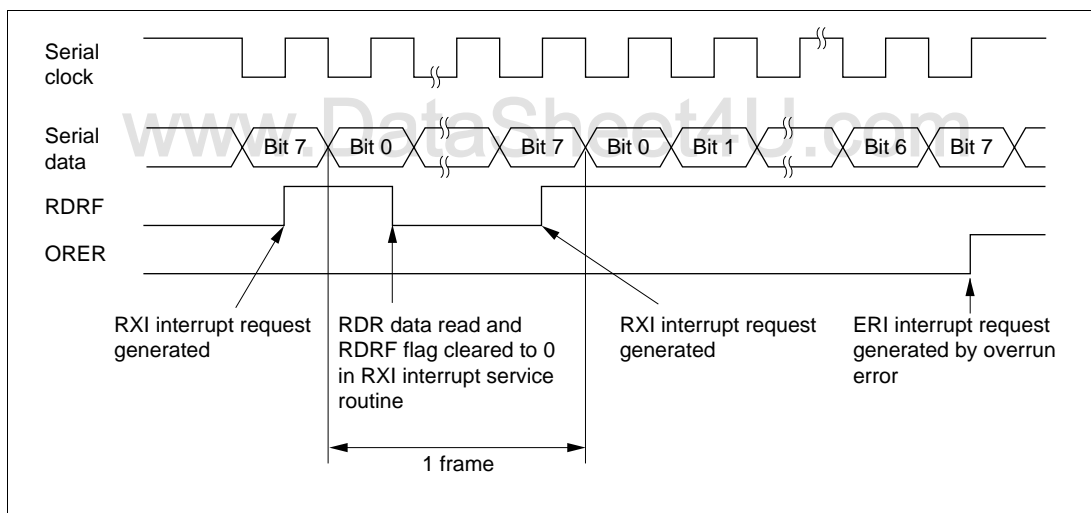 Serial
clock
www.DataSheet4U.com
Serial
data
Bit 7 Bit 0 Bit 7 Bit 0 Bit 1 Bit 6 Bit 7
RDRF
ORER
RXI interrupt request
generated
RDR data read and
RDRF flag cleared to 0
in RXI interrupt service
routine
RXI interrupt request
generated
ERI interrupt request
generated by overrun
error
1 frame